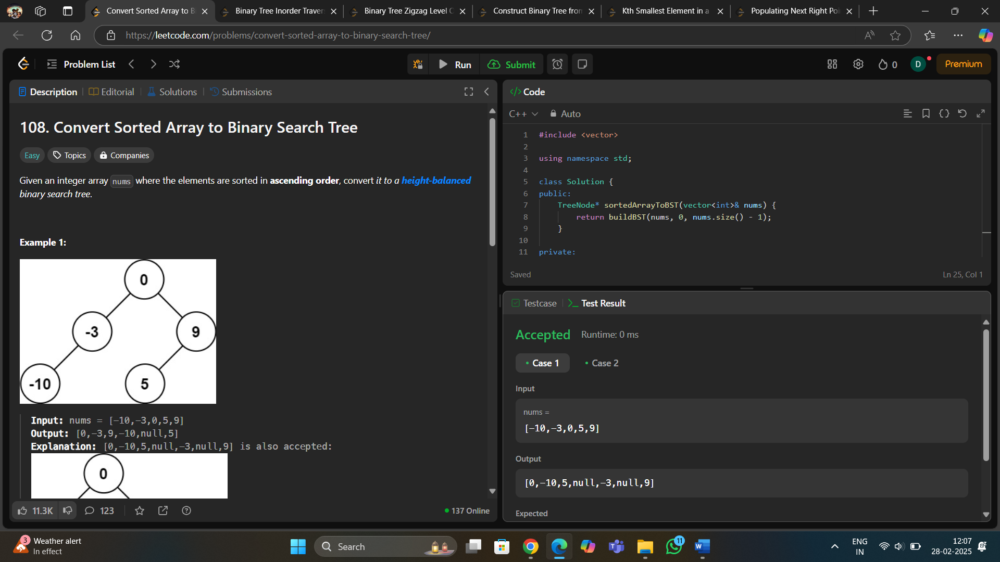 Convert Sorted Array to B
Binary Tree Inorder Traver
Binary Tree Zigzag Level O
Construct Binary Tree from
Kth Smallest Element in a
Populating Next Right Poi
https://leetcode.com/problems/convert-sorted-array-to-binary-search-tree/
Problem List
Run
Submit
0
D
Premium
Description
Editorial
Solutions
Submissions
108. Convert Sorted Array to Binary Search Tree
Easy
Topics
Companies
Given an integer array nums where the elements are sorted in ascending order, convert it to a height-balanced
binary search tree.
Example 1:
0
-3
9
-10
5
Input: nums = [-10,-3,0,5,9]
Output: [0,-3,9,-10,null,5]
Explanation: [0,-10,5,null,-3,null,9] is also accepted:
0
11.3K
123
137 Online
</> Code
C++
Auto
1 #include <vector>
2
3 using namespace std;
4
5 class Solution {
6 public:
7 TreeNode* sortedArrayToBST(vector<int>& nums) {
8 return buildBST(nums, 0, nums.size() - 1);
9 }
10
11 private:
Saved
Ln 25, Col 1
Testcase
Test Result
Accepted
Runtime: 0 ms
Case 1
Case 2
Input
nums =
[-10,-3,0,5,9]
Output
[0,-10,5,null,-3,null,9]
Expected
3
Weather alert
In effect
Search
11
ENG
IN
12:07
28-02-2025